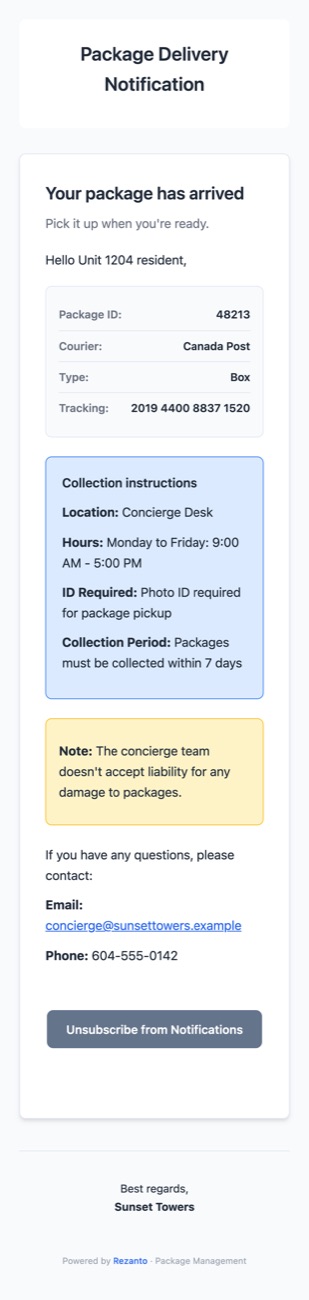 Package Delivery
Notification
Your package has arrived
Pick it up when you're ready.
Hello Unit 1204 resident,
Package ID: 48213
Courier: Canada Post
Type: Box
Tracking: 2019 4400 8837 1520
Collection instructions
Location: Concierge Desk
Hours: Monday to Friday: 9:00
AM - 5:00 PM
ID Required: Photo ID required
for package pickup
Collection Period: Packages
must be collected within 7 days
Note: The concierge team
doesn't accept liability for any
damage to packages.
If you have any questions, please
contact:
Email:
concierge@sunsettowers.example
Phone: 604-555-0142
Unsubscribe from Notifications
Best regards,
Sunset Towers
Powered by Rezanto · Package Management